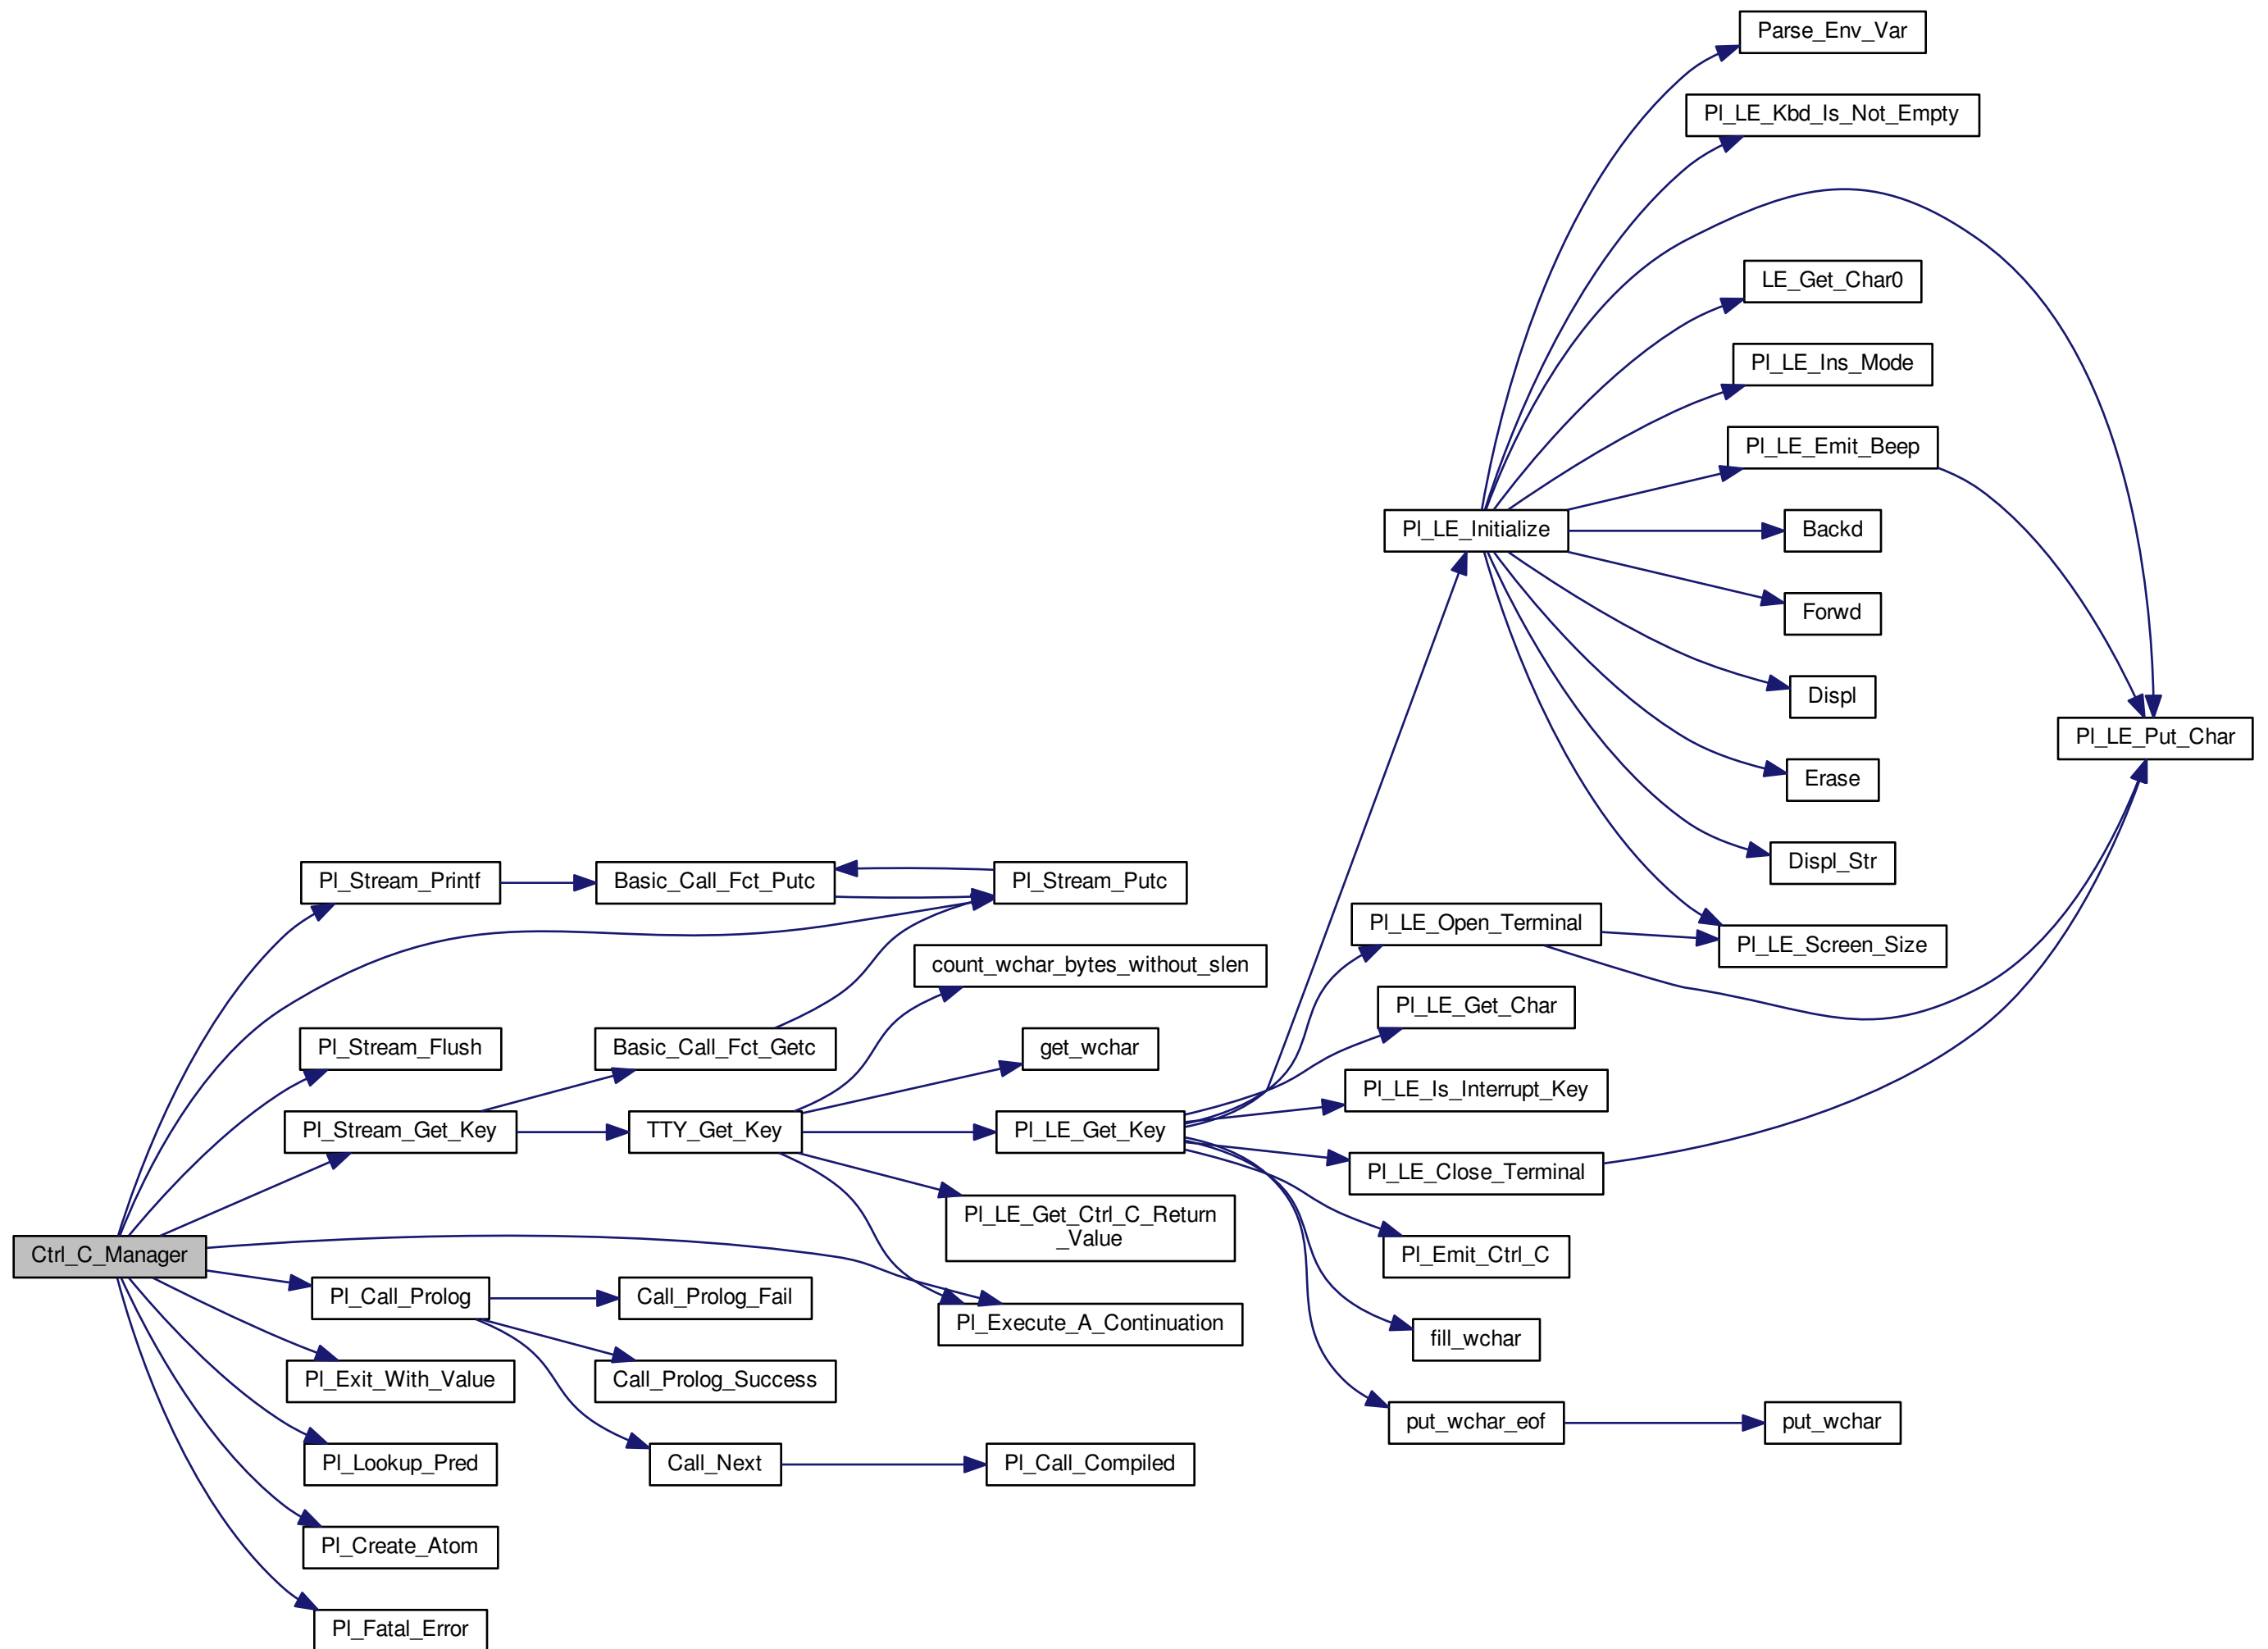 Parse_Env_Var
Pl_LE_Kbd_Is_Not_Empty
LE_Get_Char0
Pl_LE_Ins_Mode
Pl_LE_Emit_Beep
Pl_LE_Initialize
Backd
Forwd
Displ
Pl_LE_Put_Char
Erase
Displ_Str
Pl_Stream_Printf
Basic_Call_Fct_Putc
Pl_Stream_Putc
Pl_LE_Open_Terminal
Pl_LE_Screen_Size
count_wchar_bytes_without_slen
Pl_LE_Get_Char
Pl_Stream_Flush
Basic_Call_Fct_Getc
get_wchar
Pl_LE_Is_Interrupt_Key
Pl_Stream_Get_Key
TTY_Get_Key
Pl_LE_Get_Key
Pl_LE_Close_Terminal
Pl_LE_Get_Ctrl_C_Return
_Value
Ctrl_C_Manager
Pl_Emit_Ctrl_C
Pl_Call_Prolog
Call_Prolog_Fail
Pl_Execute_A_Continuation
fill_wchar
Pl_Exit_With_Value
Call_Prolog_Success
put_wchar_eof
put_wchar
Pl_Lookup_Pred
Call_Next
Pl_Call_Compiled
Pl_Create_Atom
Pl_Fatal_Error